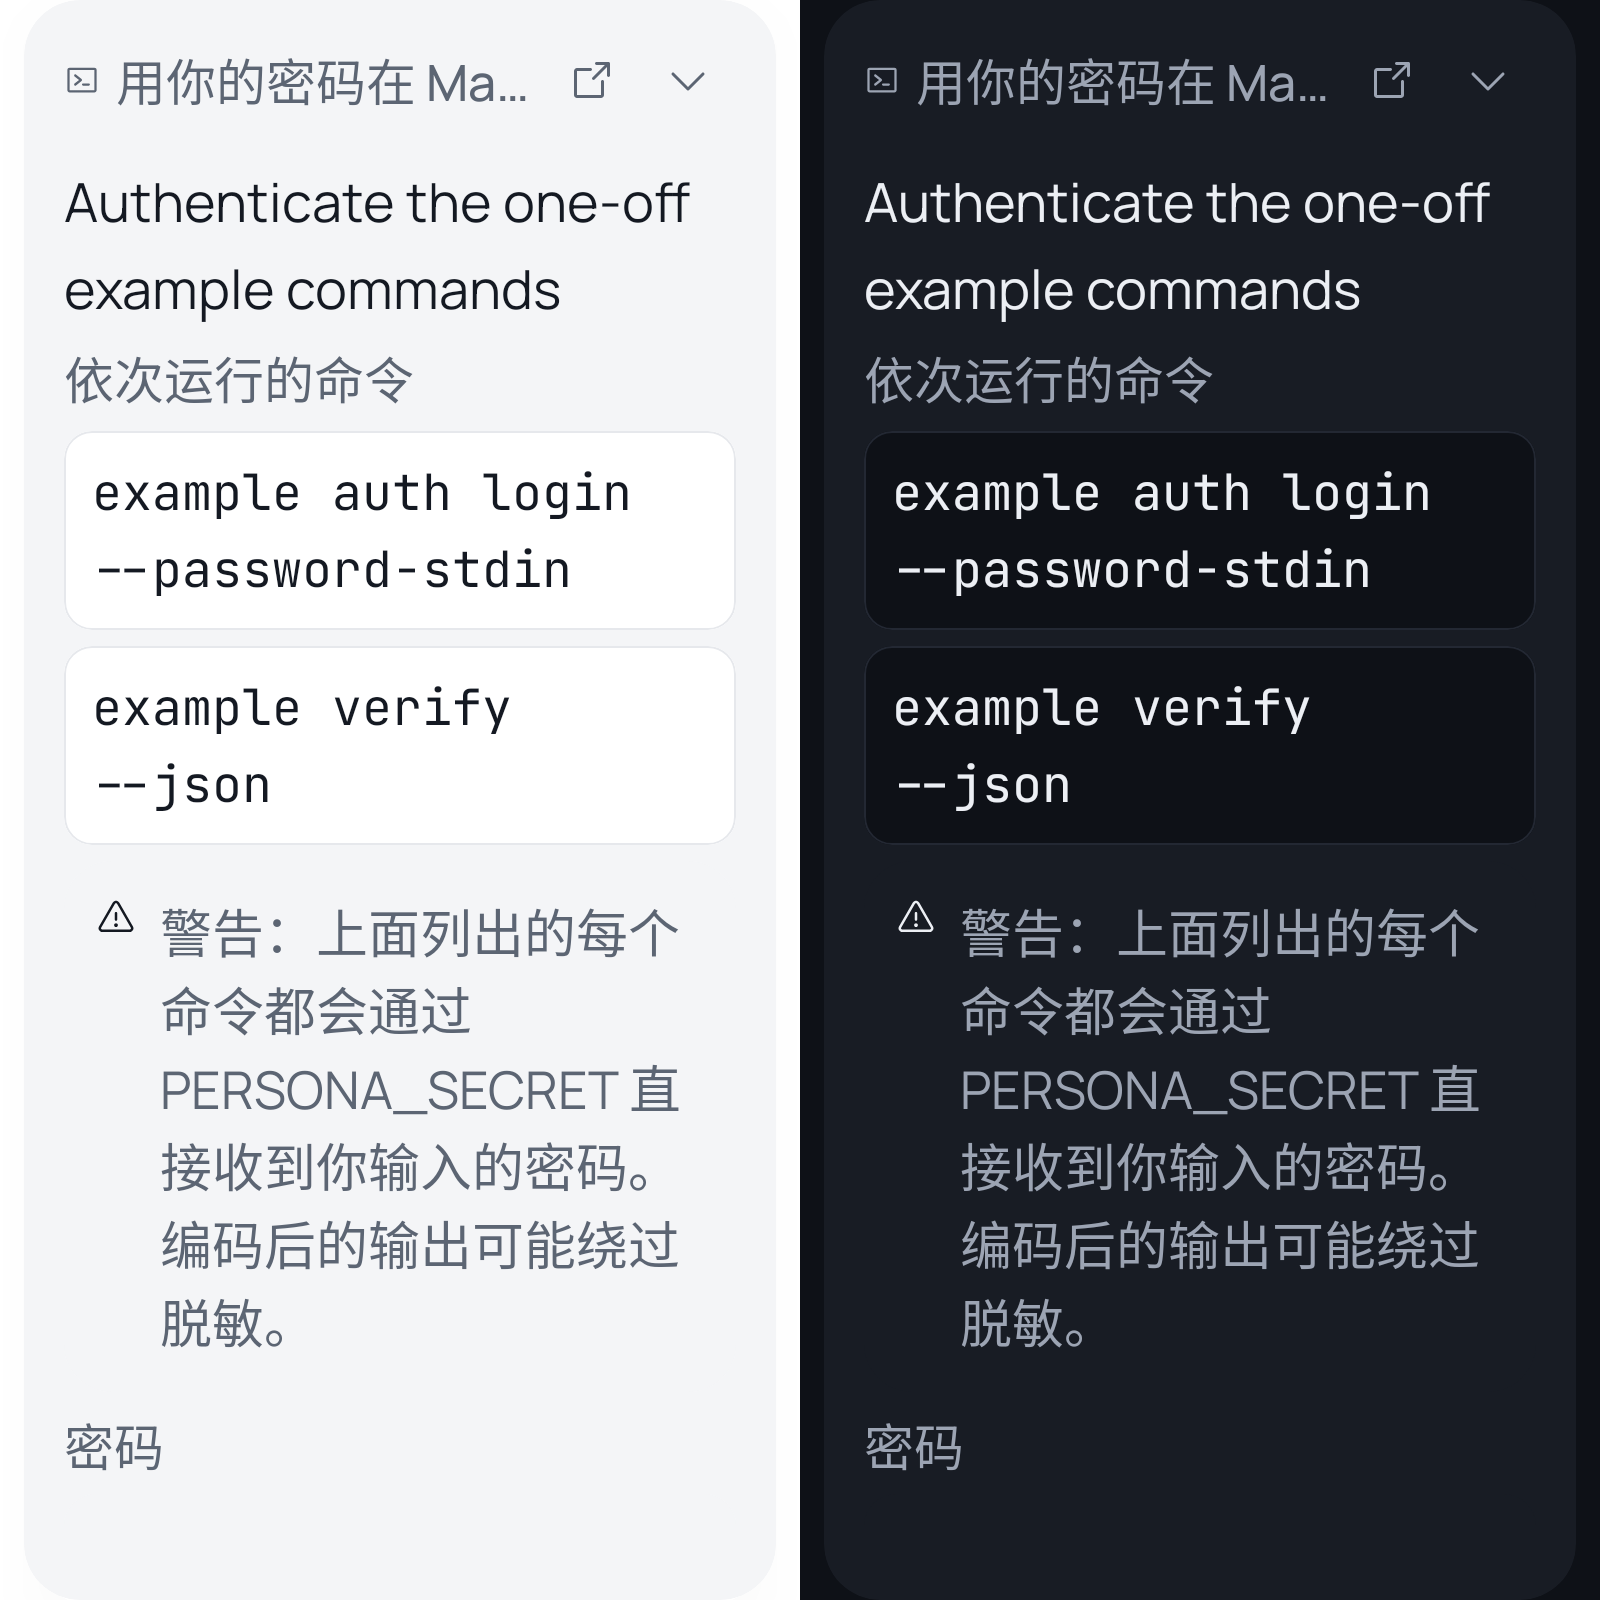 用你的密码在 Ma...
Authenticate the one-off
example commands
依次运行的命令
example auth login
--password-stdin
example verify
--json
警告：上面列出的每个
命令都会通过
PERSONA_SECRET 直
接收到你输入的密码。
编码后的输出可能绕过
脱敏。
密码
用你的密码在 Ma...
Authenticate the one-off
example commands
依次运行的命令
example auth login
--password-stdin
example verify
--json
警告：上面列出的每个
命令都会通过
PERSONA_SECRET 直
接收到你输入的密码。
编码后的输出可能绕过
脱敏。
密码